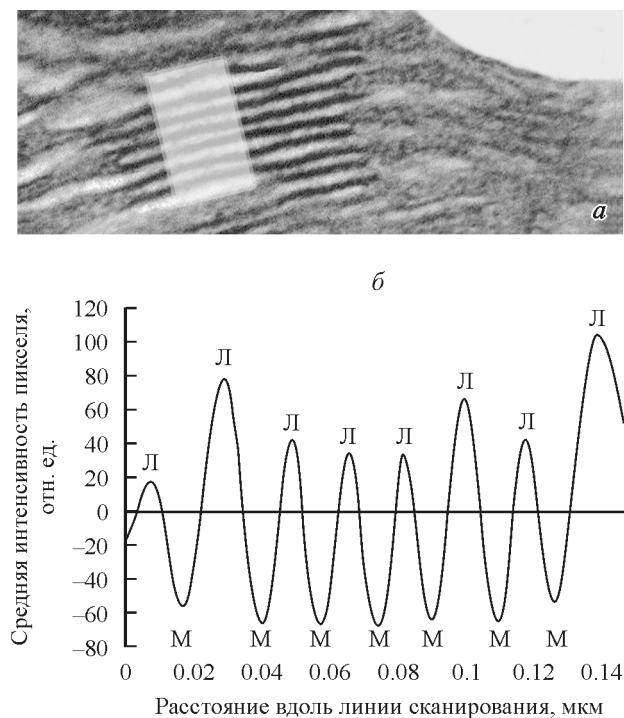 а
б
Средняя интенсивность пикселя,
отн. ед.
120
100
80
60
40
20
0
–20
–40
–60
–80
Л
Л
Л
Л
Л
Л
Л
Л
М
М
М
М
М
М
М
0 0.02 0.04 0.06 0.08 0.1 0.12 0.14
Расстояние вдоль линии сканирования, мкм